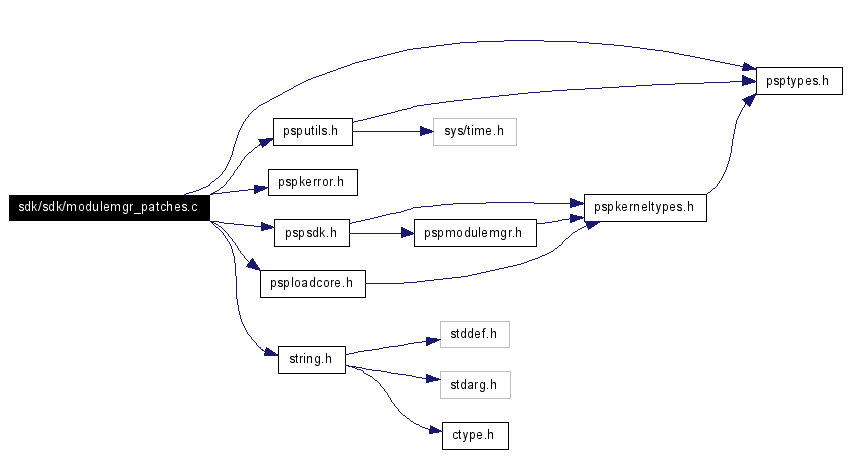 psptypes.h
psputils.h
sys/time.h
pspkerror.h
sdk/sdk/modulemgr_patches.c
pspkerneltypes.h
pspsdk.h
pspmodulemgr.h
psploadcore.h
stddef.h
string.h
stdarg.h
ctype.h